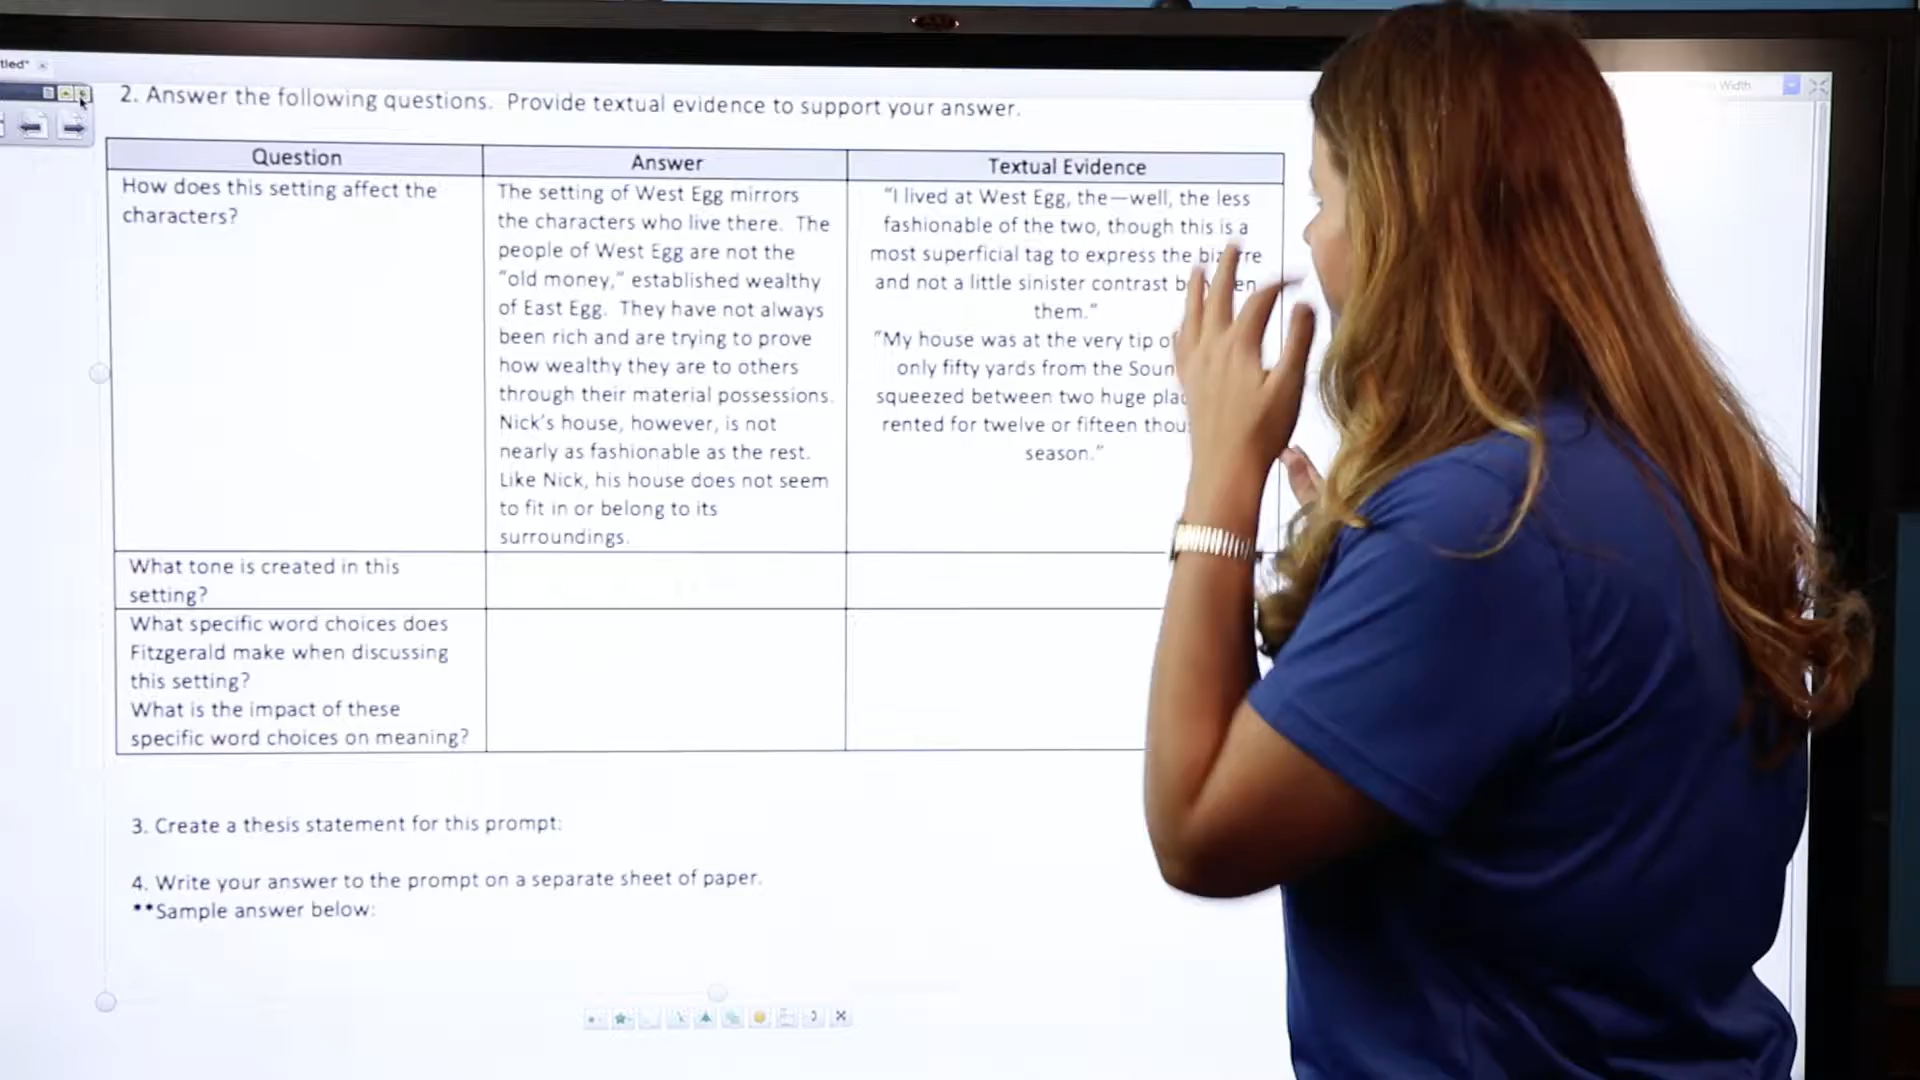 tled*
Width
2. Answer the following questions. Provide textual evidence to support your answer.
Question
Answer
Textual Evidence
How does this setting affect the
characters?
The setting of West Egg mirrors
the characters who live there. The
people of West Egg are not the
“old money,” established wealthy
of East Egg. They have not always
been rich and are trying to prove
how wealthy they are to others
through their material possessions.
Nick’s house, however, is not
nearly as fashionable as the rest.
Like Nick, his house does not seem
to fit in or belong to its
surroundings.
“I lived at West Egg, the—well, the less
fashionable of the two, though this is a
most superficial tag to express the
and not a little sinister contrast
them.”
“My house was at the very tip
only fifty yards from the
squeezed between two huge
rented for twelve or fifteen
season.”
What tone is created in this
setting?
What specific word choices does
Fitzgerald make when discussing
this setting?
What is the impact of these
specific word choices on meaning?
3. Create a thesis statement for this prompt:
4. Write your answer to the prompt on a separate sheet of paper.
**Sample answer below: